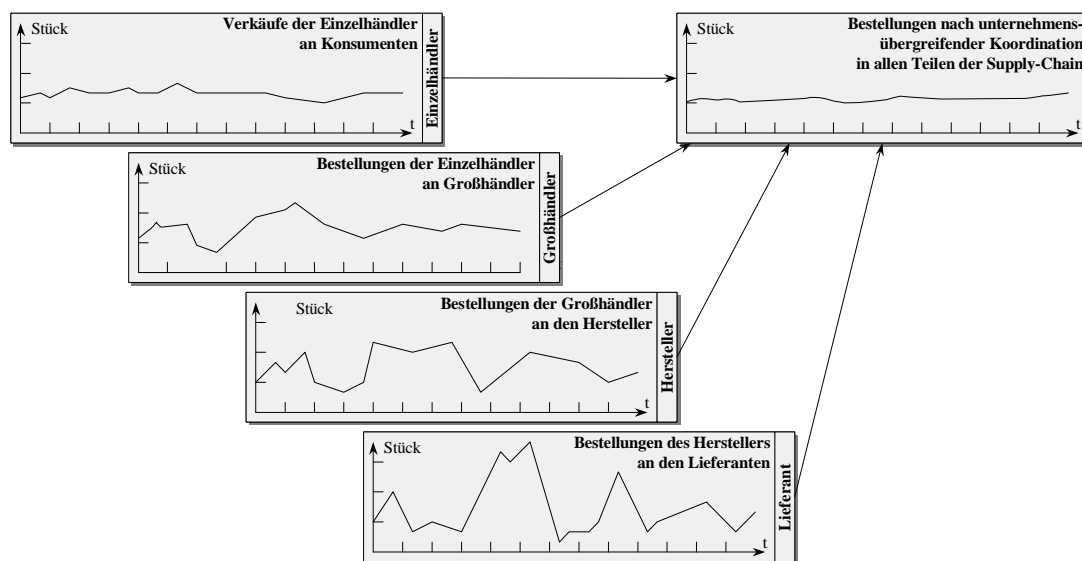 Stück
Verkäufe der Einzelhändler
an Konsumenten
t
Einzelhändler
Bestellungen nach unternehmens-
übergreifender Koordination
in allen Teilen der Supply-Chain
Stück
t
Stück
Bestellungen der Einzelhändler
an Großhändler
Großhändler
Stück
Bestellungen der Großhändler
an den Hersteller
t
Hersteller
Stück
Bestellungen des Herstellers
an den Lieferanten
t
Lieferant